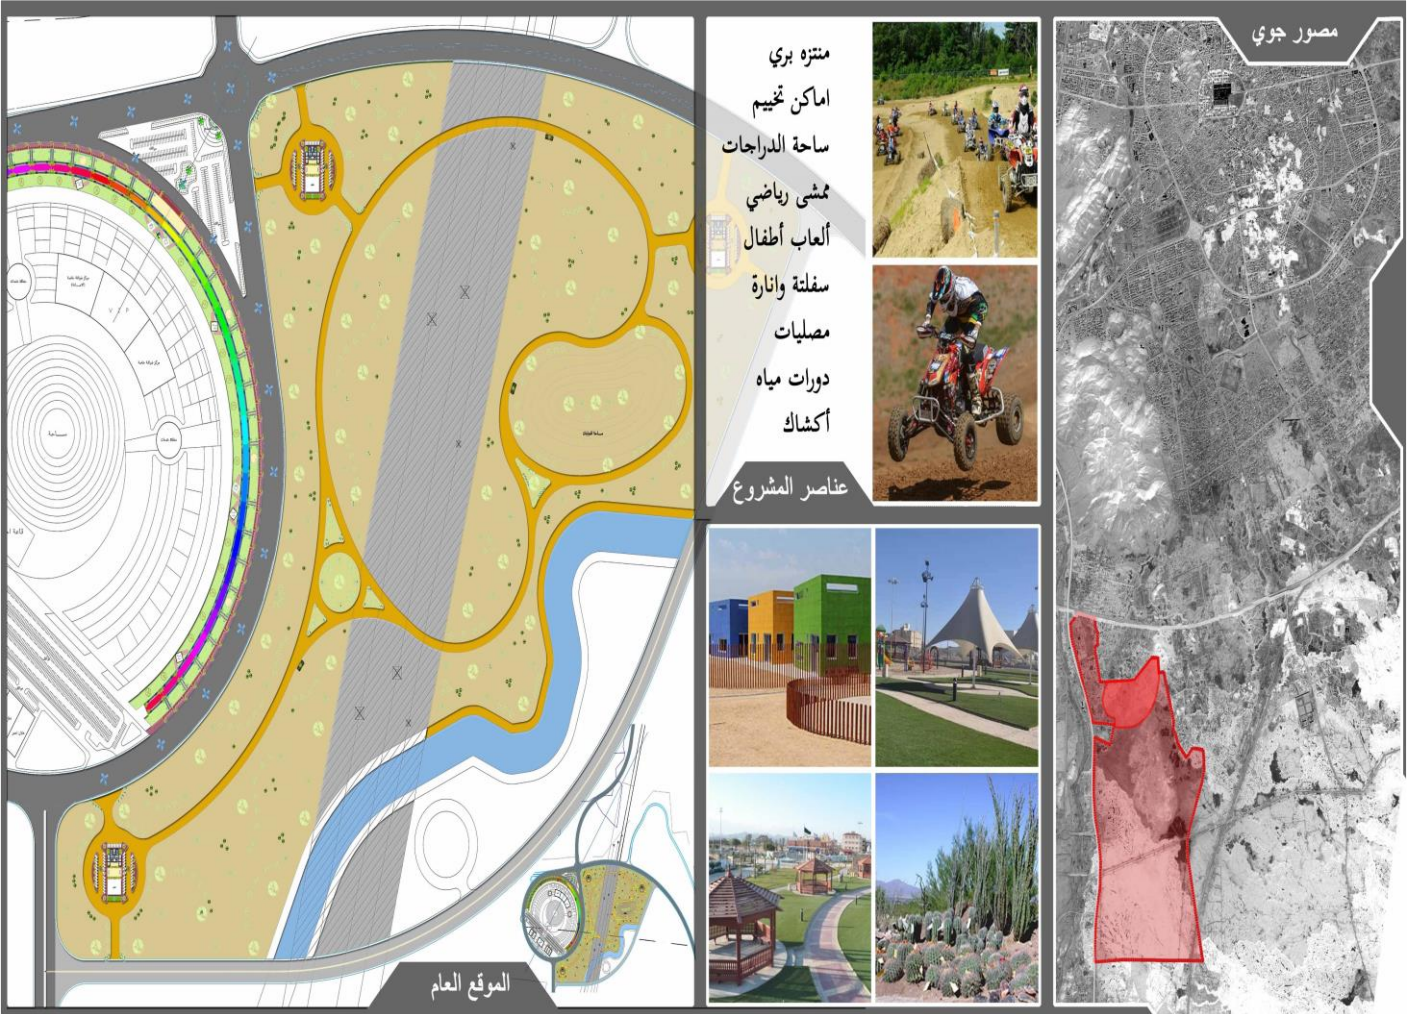 مصور جوي
منتزه بري
اماكن تخييم
ساحة الدراجات
ممشى رياضي
ألعاب أطفال
سفلتة وانارة
مصليات
دورات مياه
أكشاك
عناصر المشروع
V I P
ساحة
الموقع العام